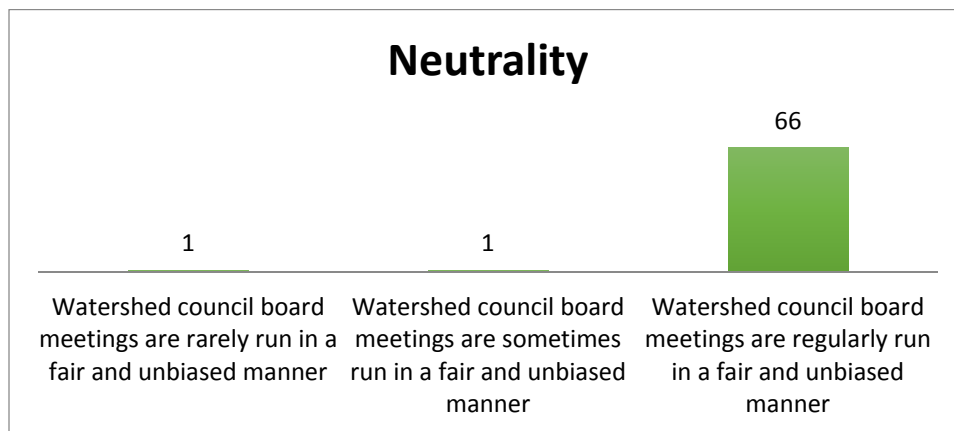 Neutrality
66
1
1
Watershed council board
meetings are rarely run in a
fair and unbiased manner
Watershed council board
meetings are sometimes
run in a fair and unbiased
manner
Watershed council board
meetings are regularly run
in a fair and unbiased
manner